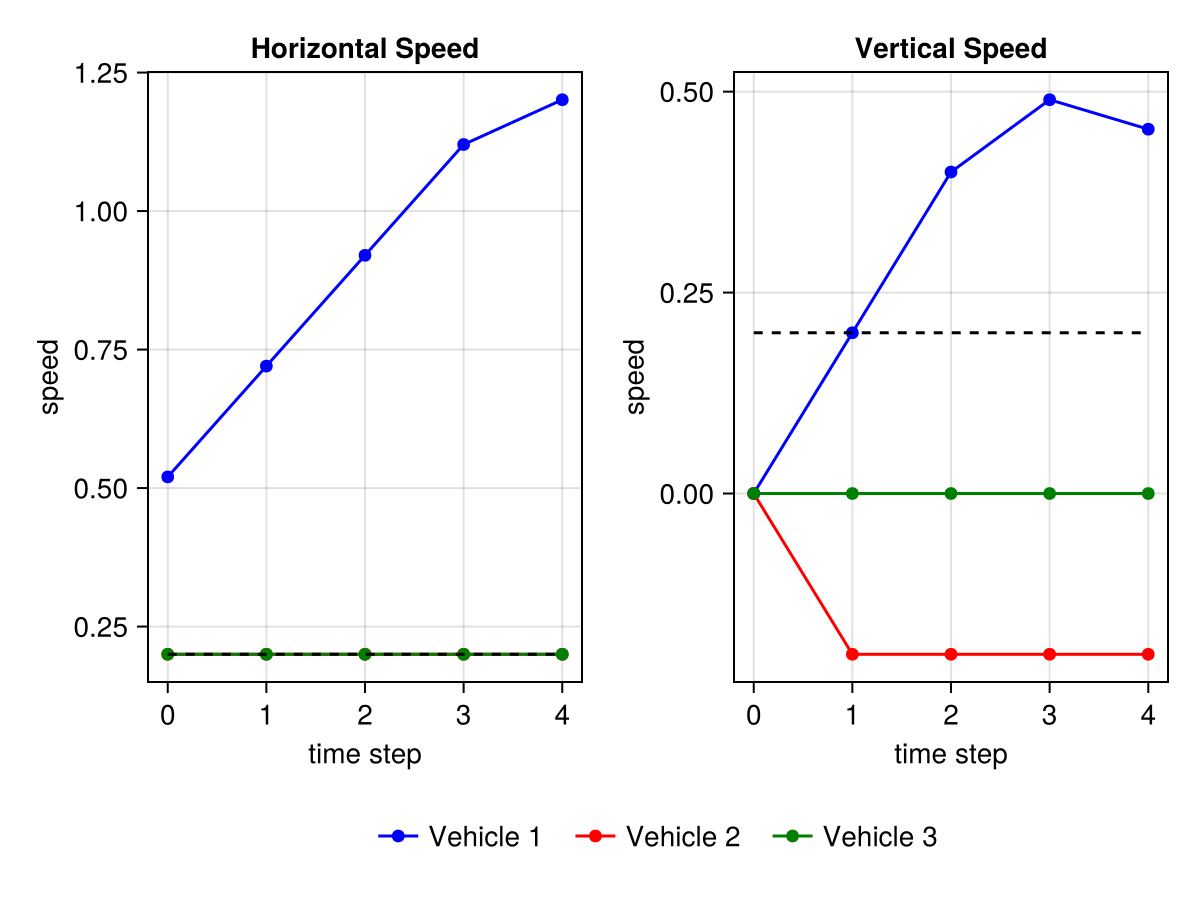 Horizontal Speed
1.25
1.00
0.75
0.50
0.25
speed
0 1 2 3 4
time step
Vertical Speed
0.50
0.25
0.00
speed
0 1 2 3 4
time step
Vehicle 1 Vehicle 2 Vehicle 3